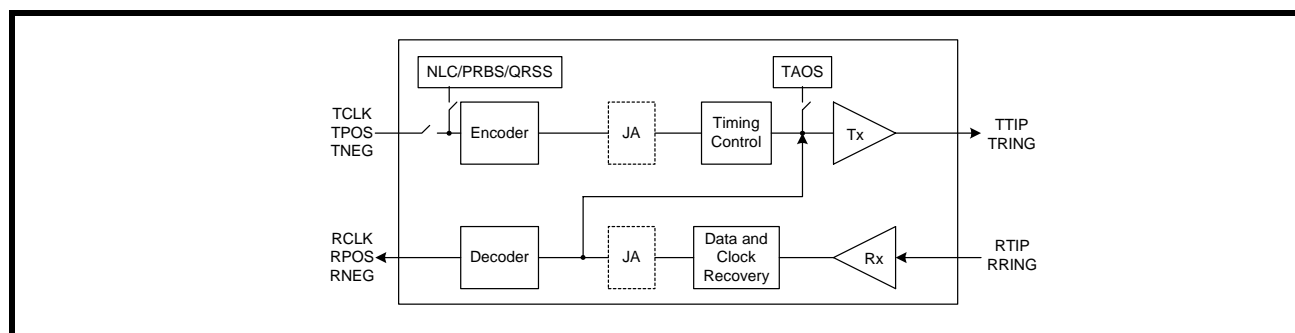 NLC/PRBS/QRSS
TAOS
TCLK
TPOS
TNEG
Encoder
JA
Timing
Control
Tx
TTIP
TRING
RCLK
RPOS
RNEG
Decoder
JA
Data and
Clock
Recovery
Rx
RTIP
RRING